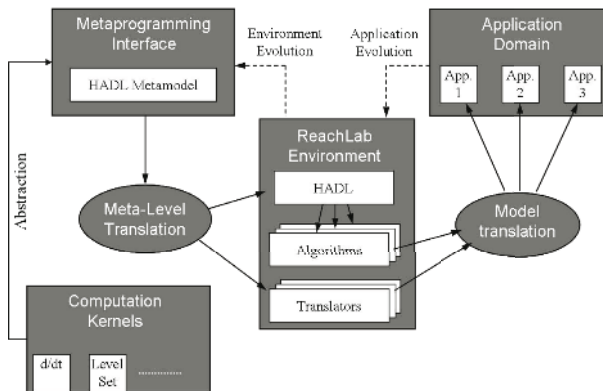 Metaprogramming
Interface
HADL Metamodel
Environment
Evolution
Application
Evolution
Application
Domain
App.
1
App.
2
App.
3
Abstraction
ReachLab
Environment
HADL
Algorithms
Translators
Meta-Level
Translation
Model
translation
Computation
Kernels
d/dt
Level
Set
..............